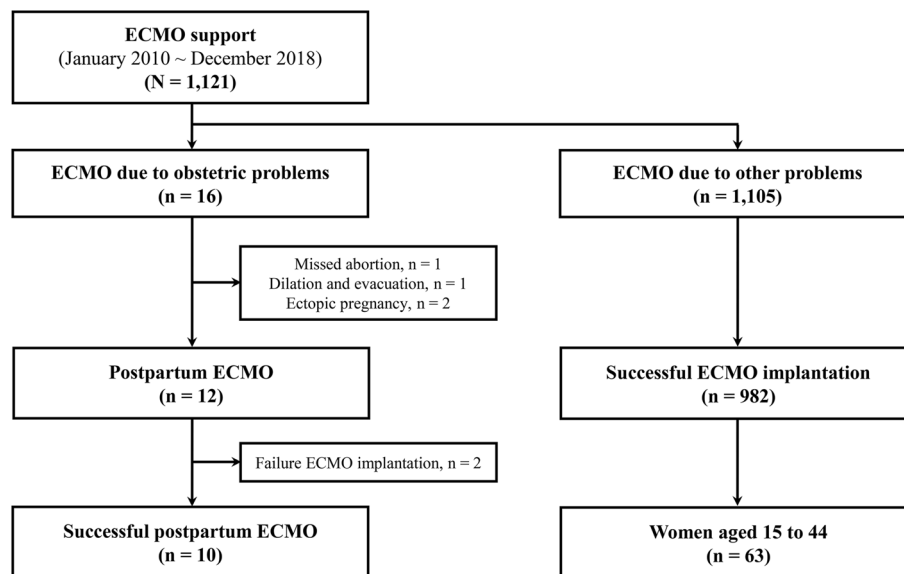 ECMO support
(January 2010 ~ December 2018)
(N = 1,121)
ECMO due to obstetric problems
(n = 16)
ECMO due to other problems
(n = 1,105)
Missed abortion, n = 1
Dilation and evacuation, n = 1
Ectopic pregnancy, n = 2
Postpartum ECMO
(n = 12)
Successful ECMO implantation
(n = 982)
Failure ECMO implantation, n = 2
Successful postpartum ECMO
(n = 10)
Women aged 15 to 44
(n = 63)